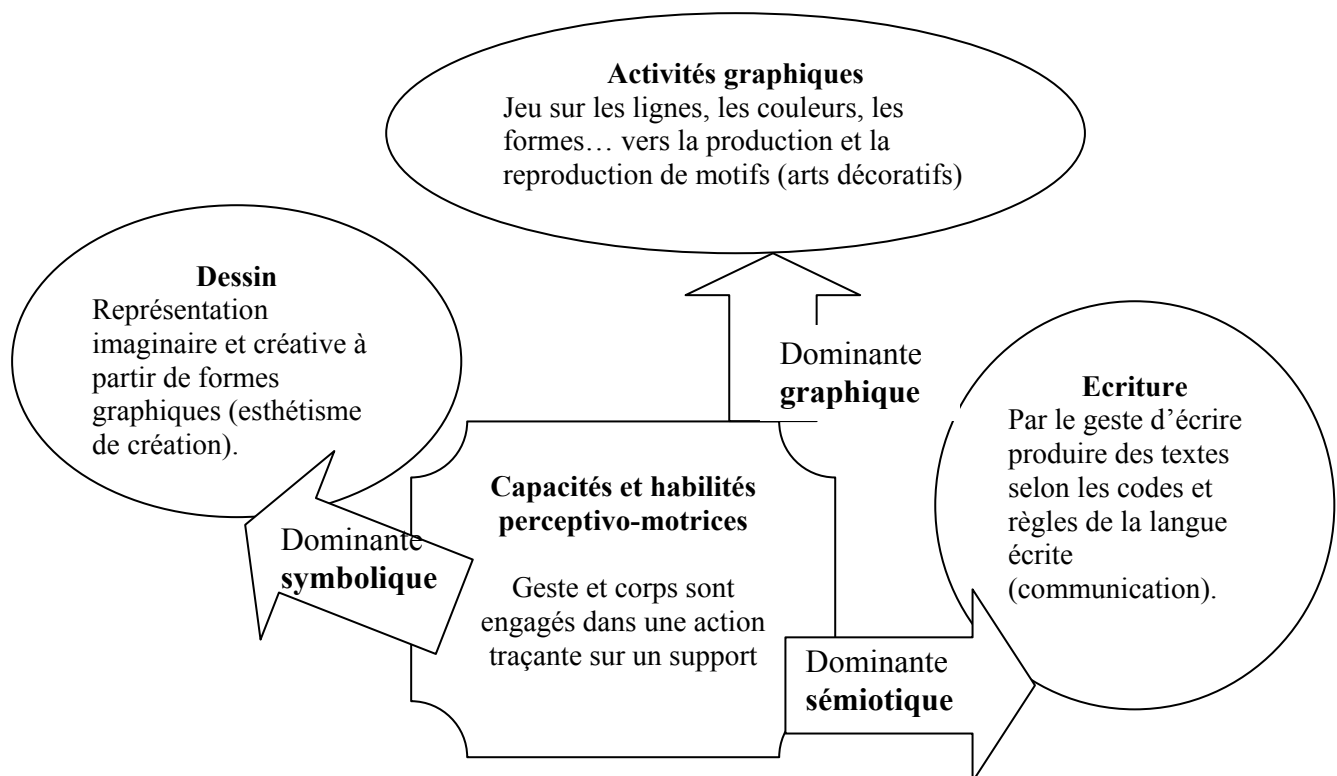 Activités graphiques
Jeu sur les lignes, les couleurs, les
formes… vers la production et la
reproduction de motifs (arts décoratifs)
Dessin
Représentation
imaginaire et créative à
partir de formes
graphiques (esthétisme
de création).
Dominante
graphique
Ecriture
Par le geste d’écrire
produire des textes
selon les codes et
règles de la langue
écrite
(communication).
Capacités et habilités
perceptivo-motrices
Geste et corps sont
engagés dans une action
traçante sur un support
Dominante
symbolique
Dominante
sémiotique